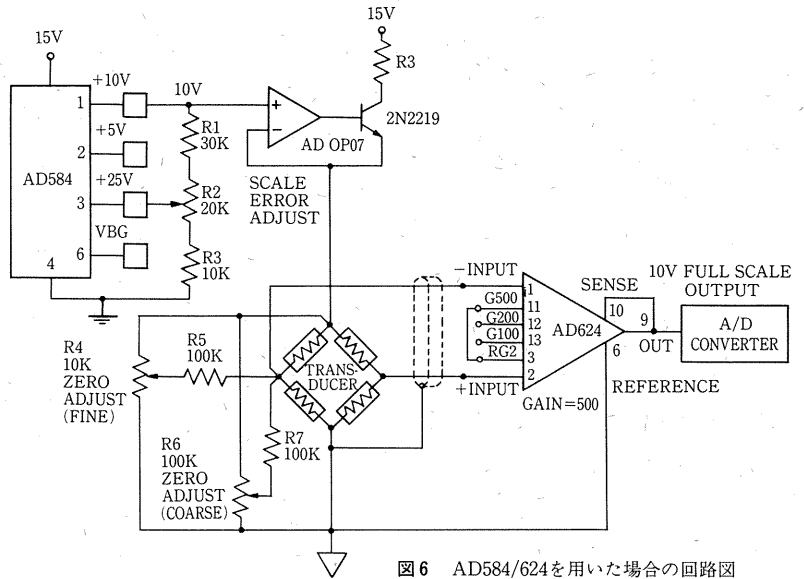 15V
15V
+10V
10V
R3
1
R1
30K
2N2219
+
−
AD OP07
+5V
2
AD584
+25V
SCALE
ERROR
ADJUST
R2
20K
3
VBG
6
R3
10K
4
−INPUT
1
SENSE
10V FULL SCALE
OUTPUT
G500
11
10
G200
12
AD624
9
A/D
CONVERTER
G100
13
OUT
RG2
3
6
2
+INPUT
REFERENCE
GAIN=500
R4
10K
ZERO
ADJUST
(FINE)
R5
100K
TRANS-
DUCER
R6
100K
ZERO
ADJUST
(COARSE)
R7
100K
図6 AD584/624を用いた場合の回路図